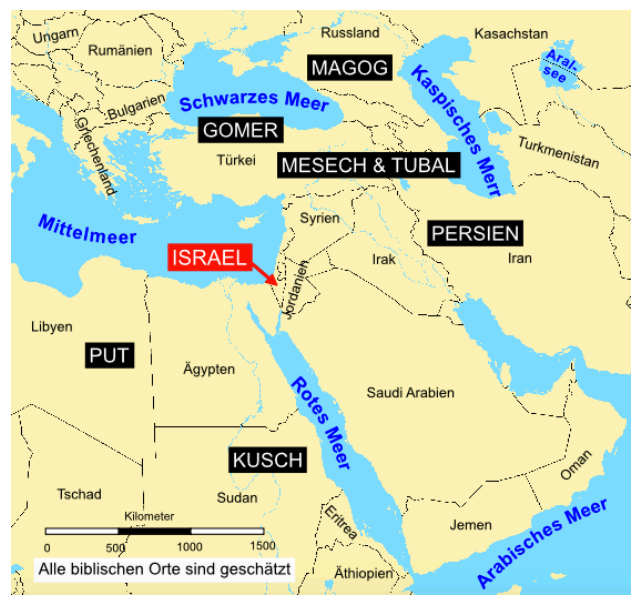 Ungarn
Rumänien
Russland
Kasachstan
MAGOG
Aral-
see
Kaspisches Merr
Bulgarien
Schwarzes Meer
Griechenland
GOMER
Turkmenistan
Türkei
MESECH & TUBAL
Mittelmeer
Syrien
PERSIEN
ISRAEL
Irak
Iran
Jordanien
Libyen
PUT
Ägypten
Rotes Meer
Saudi Arabien
KUSCH
Oman
Tschad
Sudan
Eritrea
Jemen
Arabisches Meer
Kilometer
0 500 1000 1500
Alle biblischen Orte sind geschätzt
Äthiopien